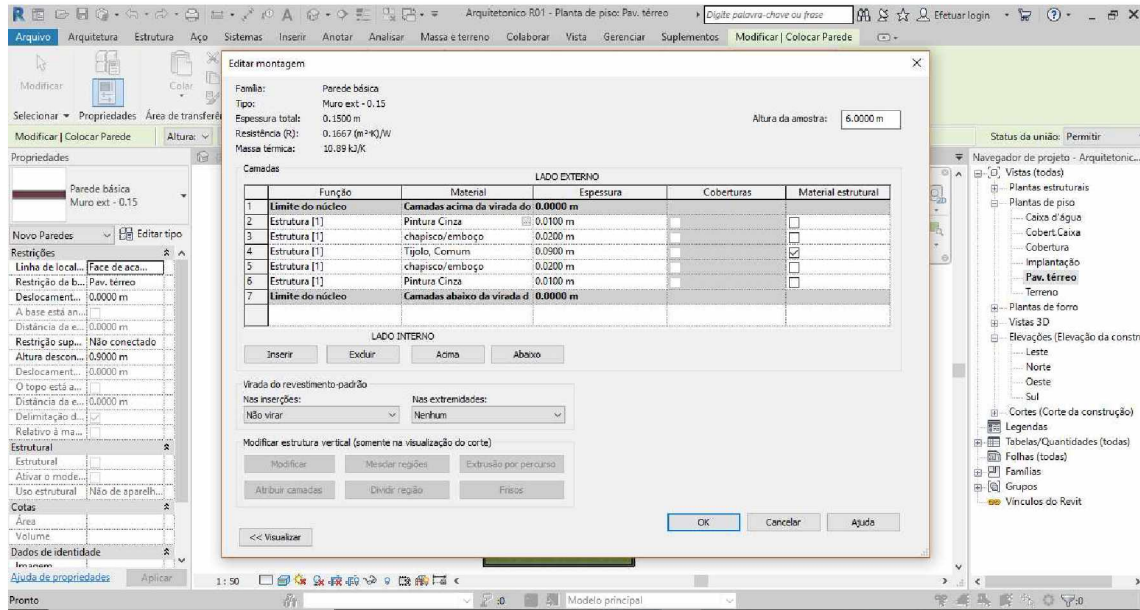 Arquitetonico R01 - Planta de piso: Pav. térreo
Digite palavra-chave ou frase
Efetuar login
Arquivo Arquitetura Estrutura Aço Sistemas Inserir Anotar Analisar Massa e terreno Colaborar Vista Gerenciar Suplementos Modificar | Colocar Parede
Modificar
Colar
Selecionar Propriedades Área de transferê
Modificar | Colocar Parede Altura:
Status da união: Permitir
Propriedades
Parede básica
Muro ext - 0.15
Novo Paredes Editar tipo
Restrições
Linha de local... Face de aca...
Restrição da b... Pav. térreo
Deslocament... 0.0000 m
A base está an...
Distância da e... 0.0000 m
Restrição sup... Não conectado
Altura descon... 0.9000 m
Deslocament... 0.0000 m
O topo está a...
Distância da e... 0.0000 m
Delimitação d...
Relativo à ma...
Estrutural
Estrutural
Ativar o mode...
Uso estrutural Não de aparelh...
Cotas
Área
Volume
Dados de identidade
Imagem
Ajuda de propriedades Aplicar
Pronto
Editar montagem
Família: Parede básica
Tipo: Muro ext - 0.15
Espessura total: 0.1500 m
Altura da amostra: 6.0000 m
Resistência (R): 0.1667 (m²·K)/W
Massa térmica: 10.89 kJ/K
Camadas
LADO EXTERNO
Função Material Espessura Coberturas Material estrutural
1 Limite do núcleo Camadas acima da virada do 0.0000 m
2 Estrutura [1] Pintura Cinza 0.0100 m
3 Estrutura [1] chapisco/emboço 0.0200 m
4 Estrutura [1] Tijolo, Comum 0.0900 m
5 Estrutura [1] chapisco/emboço 0.0200 m
6 Estrutura [1] Pintura Cinza 0.0100 m
7 Limite do núcleo Camadas abaixo da virada d 0.0000 m
LADO INTERNO
Inserir Excluir Acima Abaixo
Virada do revestimento-padrão
Nas inserções: Nas extremidades:
Não virar Nenhum
Modificar estrutura vertical (somente na visualização do corte)
Modificar Mesclar regiões Extrusão por percurso
Atribuir camadas Dividir região Frisos
OK Cancelar Ajuda
<< Visualizar
1 : 50
:0 Modelo principal :0
Navegador de projeto - Arquitetonic...
Vistas (todas)
Plantas estruturais
Plantas de piso
Caixa d'água
Cobert.Caixa
Cobertura
Implantação
Pav. térreo
Terreno
Plantas de forro
Vistas 3D
Elevações (Elevação da constr
Leste
Norte
Oeste
Sul
Cortes (Corte da construção)
Legendas
Tabelas/Quantidades (todas)
Folhas (todas)
Famílias
Grupos
Vínculos do Revit